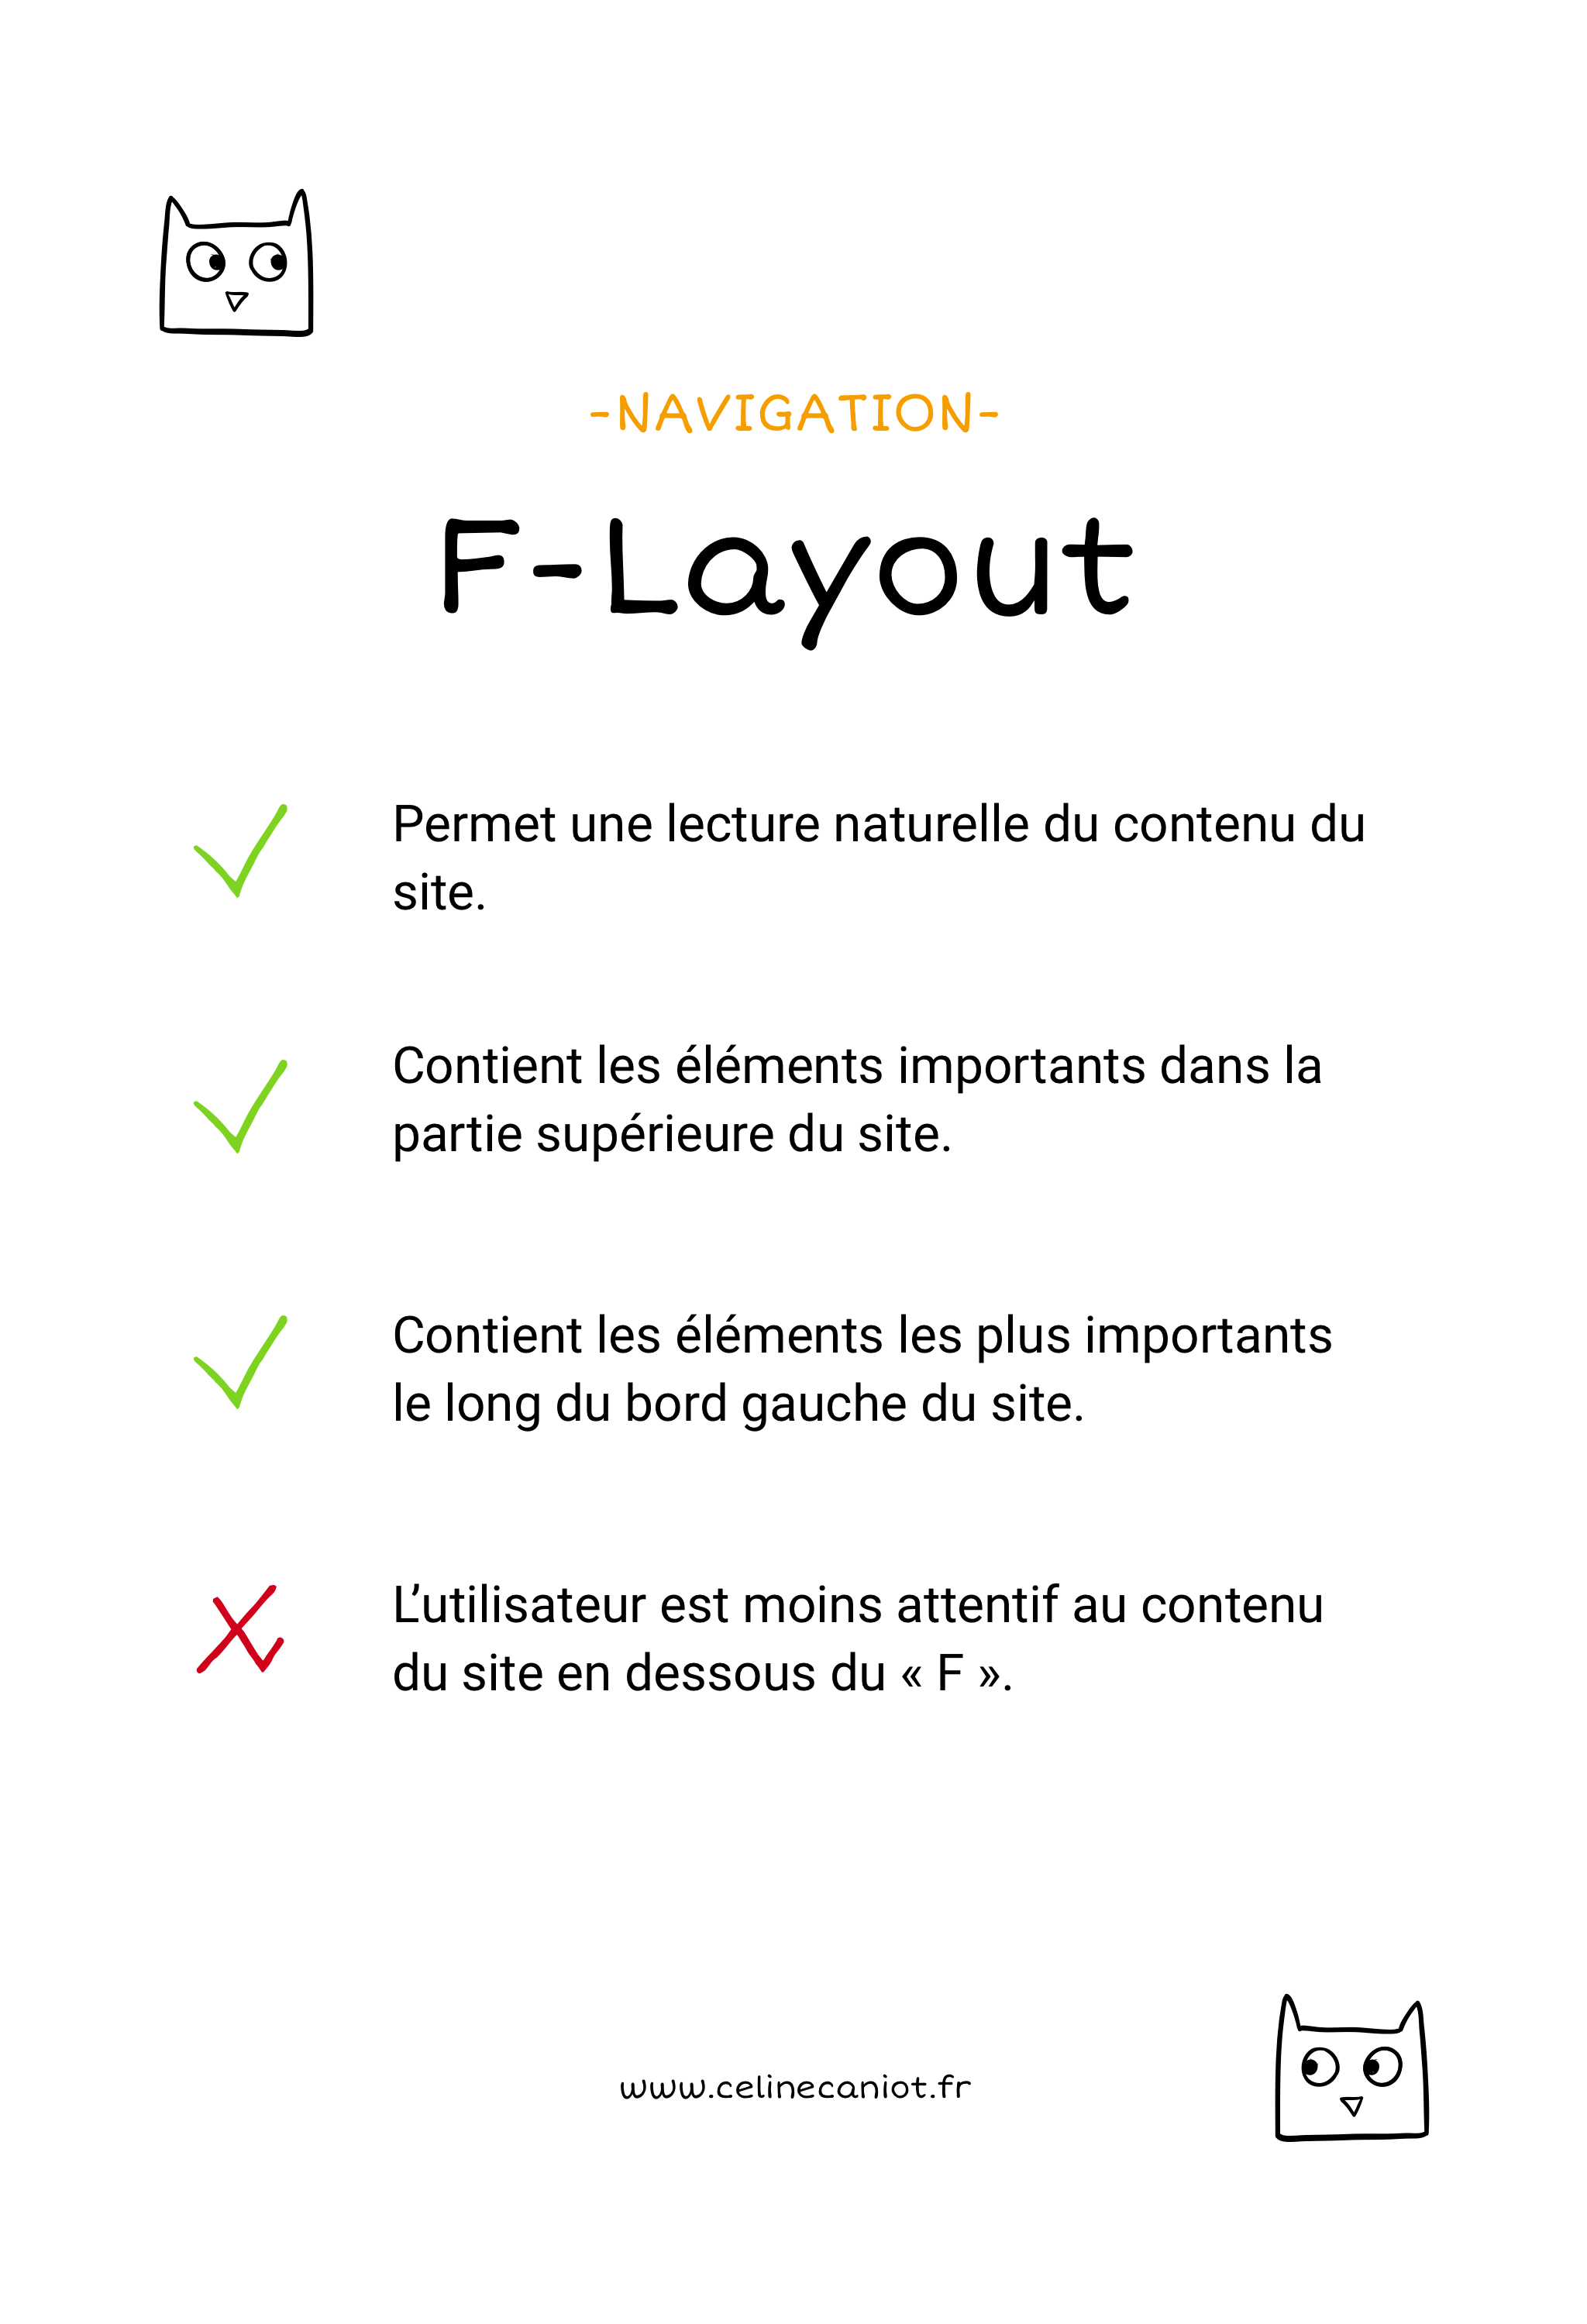 -NAVIGATION-
F-Layout
Permet une lecture naturelle du contenu du
site.
Contient les éléments importants dans la
partie supérieure du site.
Contient les éléments les plus importants
le long du bord gauche du site.
L’utilisateur est moins attentif au contenu
du site en dessous du « F ».
www.celinecaniot.fr